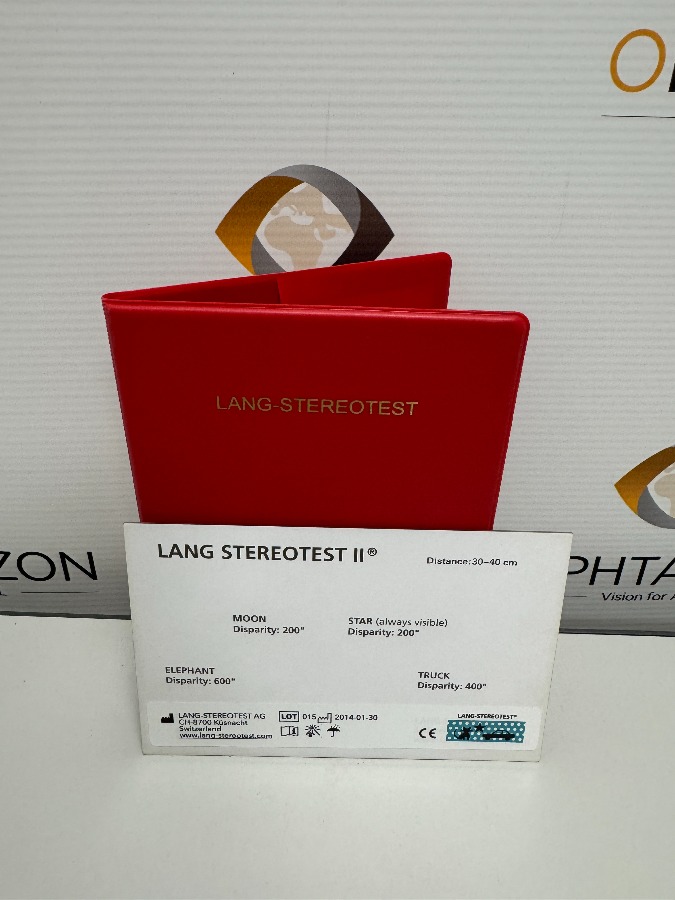 O
LANG-STEREOTEST
ZON
PHTA
Vision for A
LANG STEREOTEST II®
Distance:30–40 cm
MOON
Disparity: 200"
STAR (always visible)
Disparity: 200"
ELEPHANT
Disparity: 600"
TRUCK
Disparity: 400"
LANG-STEREOTEST AG
CH-8700 Küsnacht
Switzerland
www.lang-stereotest.com
LOT 015 2014-01-30
CE
LANG-STEREOTEST®